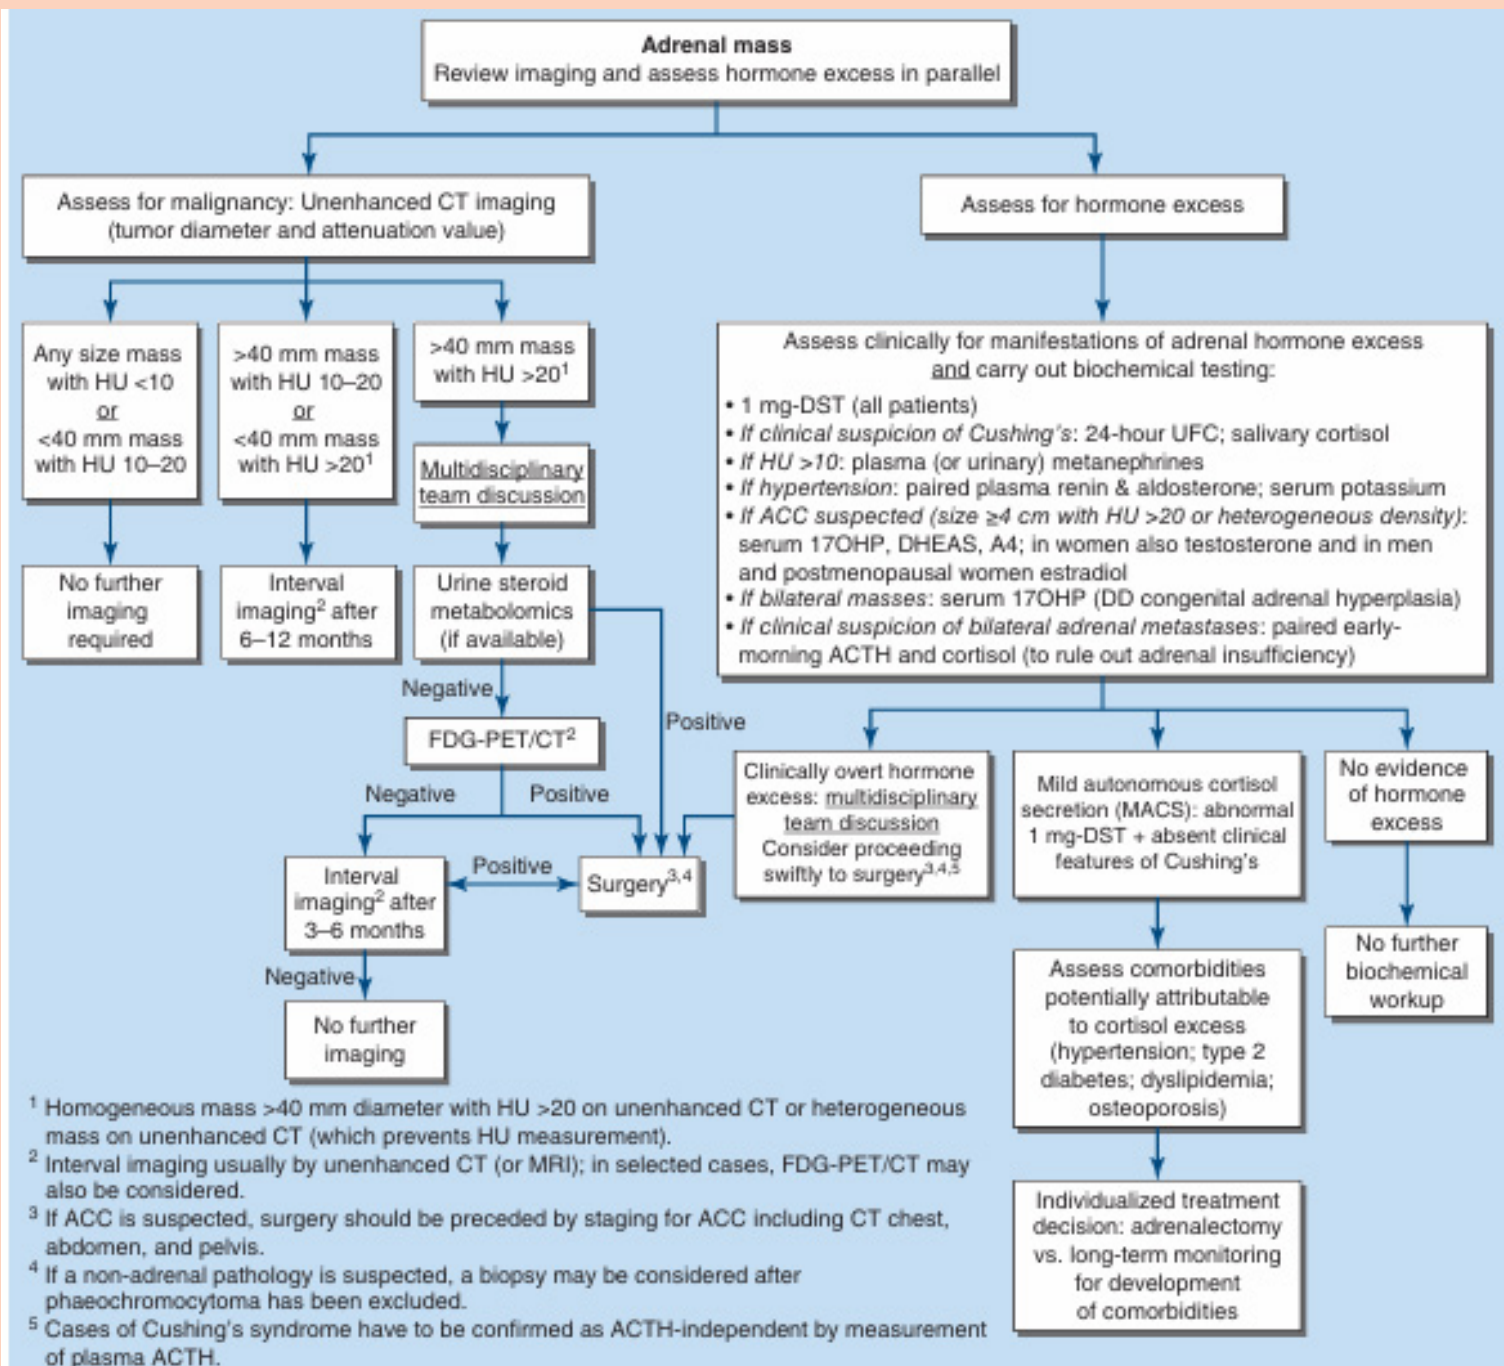 Adrenal mass
Review imaging and assess hormone excess in parallel
Assess for malignancy: Unenhanced CT imaging
(tumor diameter and attenuation value)
Assess for hormone excess
Any size mass
with HU <10
or
<40 mm mass
with HU 10–20
>40 mm mass
with HU 10–20
or
<40 mm mass
with HU >20¹
>40 mm mass
with HU >20¹
Multidisciplinary
team discussion
No further
imaging
required
Interval
imaging² after
6–12 months
Urine steroid
metabolomics
(if available)
Negative
Positive
FDG-PET/CT²
Negative
Positive
Interval
imaging² after
3–6 months
Positive
Surgery³,⁴
Negative
No further
imaging
Assess clinically for manifestations of adrenal hormone excess
and carry out biochemical testing:
• 1 mg-DST (all patients)
• If clinical suspicion of Cushing's: 24-hour UFC; salivary cortisol
• If HU >10: plasma (or urinary) metanephrines
• If hypertension: paired plasma renin & aldosterone; serum potassium
• If ACC suspected (size ≥4 cm with HU >20 or heterogeneous density):
serum 17OHP, DHEAS, A4; in women also testosterone and in men
and postmenopausal women estradiol
• If bilateral masses: serum 17OHP (DD congenital adrenal hyperplasia)
• If clinical suspicion of bilateral adrenal metastases: paired early-
morning ACTH and cortisol (to rule out adrenal insufficiency)
Clinically overt hormone
excess: multidisciplinary
team discussion
Consider proceeding
swiftly to surgery³,⁴,⁵
Mild autonomous cortisol
secretion (MACS): abnormal
1 mg-DST + absent clinical
features of Cushing's
No evidence
of hormone
excess
Assess comorbidities
potentially attributable
to cortisol excess
(hypertension; type 2
diabetes; dyslipidemia;
osteoporosis)
No further
biochemical
workup
Individualized treatment
decision: adrenalectomy
vs. long-term monitoring
for development
of comorbidities
¹ Homogeneous mass >40 mm diameter with HU >20 on unenhanced CT or heterogeneous
mass on unenhanced CT (which prevents HU measurement).
² Interval imaging usually by unenhanced CT (or MRI); in selected cases, FDG-PET/CT may
also be considered.
³ If ACC is suspected, surgery should be preceded by staging for ACC including CT chest,
abdomen, and pelvis.
⁴ If a non-adrenal pathology is suspected, a biopsy may be considered after
phaeochromocytoma has been excluded.
⁵ Cases of Cushing's syndrome have to be confirmed as ACTH-independent by measurement
of plasma ACTH.